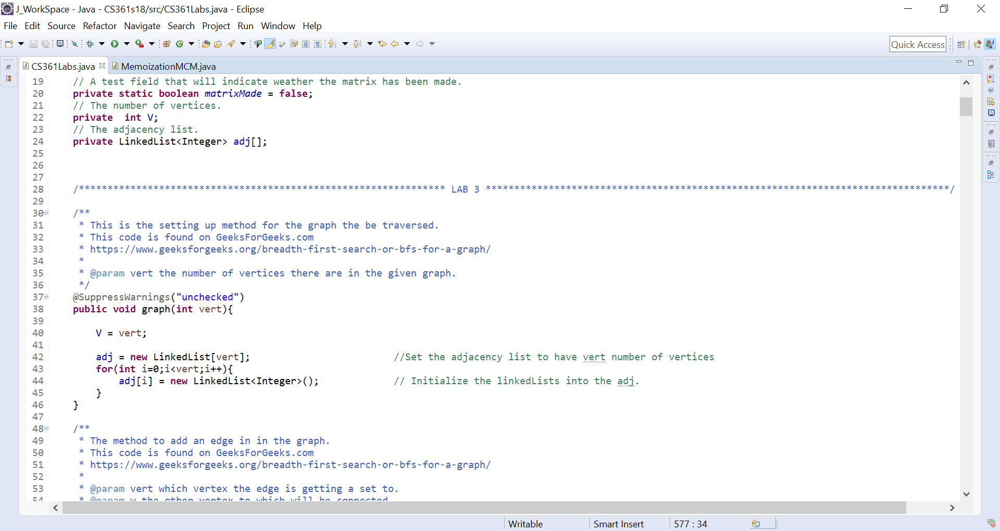 J_WorkSpace - Java - CS361s18/src/CS361Labs.java - Eclipse
File Edit Source Refactor Navigate Search Project Run Window Help
Quick Access
CS361Labs.java
MemoizationMCM.java
19 // A test field that will indicate weather the matrix has been made.
20 private static boolean matrixMade = false;
21 // The number of vertices.
22 private  int V;
23 // The adjacency list.
24 private LinkedList<Integer> adj[];
25
26
27
28 /**************************************************************** LAB 3 *********************************************************************************/
29
30 /**
31 * This is the setting up method for the graph the be traversed.
32 * This code is found on GeeksForGeeks.com
33 * https://www.geeksforgeeks.org/breadth-first-search-or-bfs-for-a-graph/
34 *
35 * @param vert the number of vertices there are in the given graph.
36 */
37 @SuppressWarnings("unchecked")
38 public void graph(int vert){
39
40 V = vert;
41
42 adj = new LinkedList[vert]; //Set the adjacency list to have vert number of vertices
43 for(int i=0;i<vert;i++){
44 adj[i] = new LinkedList<Integer>(); // Initialize the linkedLists into the adj.
45 }
46 }
47
48 /**
49 * The method to add an edge in in the graph.
50 * This code is found on GeeksForGeeks.com
51 * https://www.geeksforgeeks.org/breadth-first-search-or-bfs-for-a-graph/
52 *
53 * @param vert which vertex the edge is getting a set to.
54 * @param w the other vertex to which will be connected
Writable Smart Insert 577 : 34